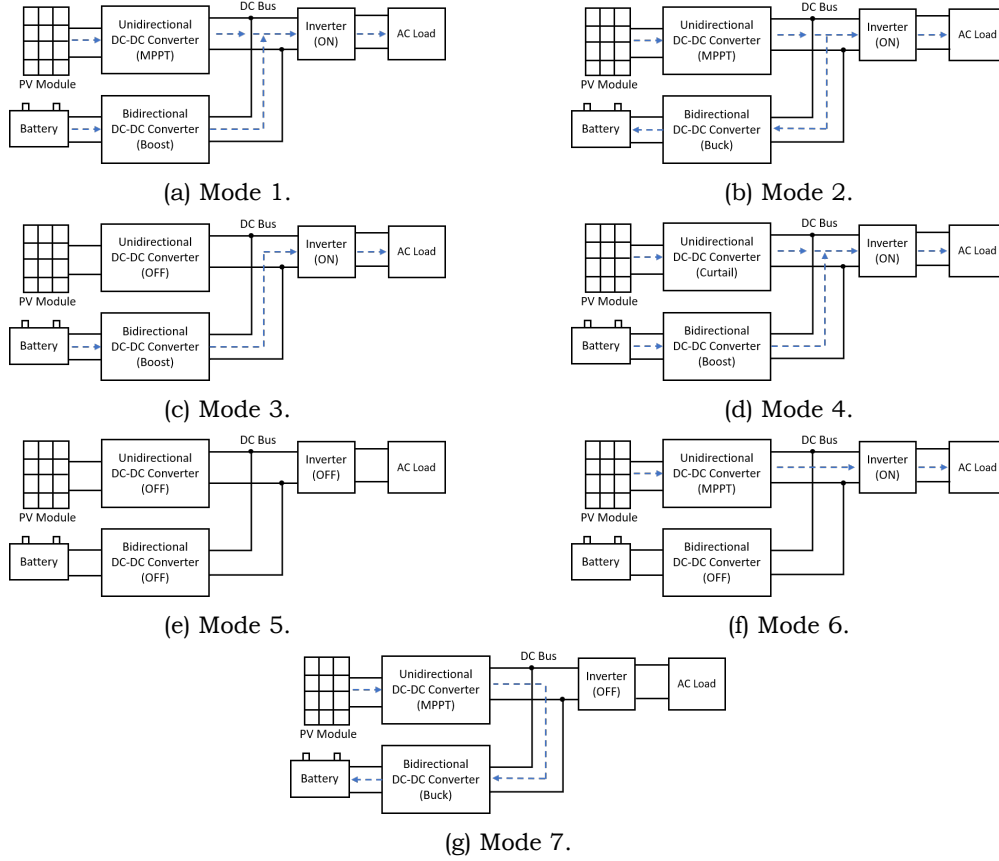 DC Bus
Unidirectional
DC-DC Converter
(MPPT)
Inverter
(ON)
AC Load
PV Module
Battery
Bidirectional
DC-DC Converter
(Boost)
(a) Mode 1.
DC Bus
Unidirectional
DC-DC Converter
(MPPT)
Inverter
(ON)
AC Load
PV Module
Battery
Bidirectional
DC-DC Converter
(Buck)
(b) Mode 2.
DC Bus
Unidirectional
DC-DC Converter
(OFF)
Inverter
(ON)
AC Load
PV Module
Battery
Bidirectional
DC-DC Converter
(Boost)
(c) Mode 3.
DC Bus
Unidirectional
DC-DC Converter
(Curtail)
Inverter
(ON)
AC Load
PV Module
Battery
Bidirectional
DC-DC Converter
(Boost)
(d) Mode 4.
DC Bus
Unidirectional
DC-DC Converter
(OFF)
Inverter
(OFF)
AC Load
PV Module
Battery
Bidirectional
DC-DC Converter
(OFF)
(e) Mode 5.
DC Bus
Unidirectional
DC-DC Converter
(MPPT)
Inverter
(ON)
AC Load
PV Module
Battery
Bidirectional
DC-DC Converter
(OFF)
(f) Mode 6.
DC Bus
Unidirectional
DC-DC Converter
(MPPT)
Inverter
(OFF)
AC Load
PV Module
Battery
Bidirectional
DC-DC Converter
(Buck)
(g) Mode 7.